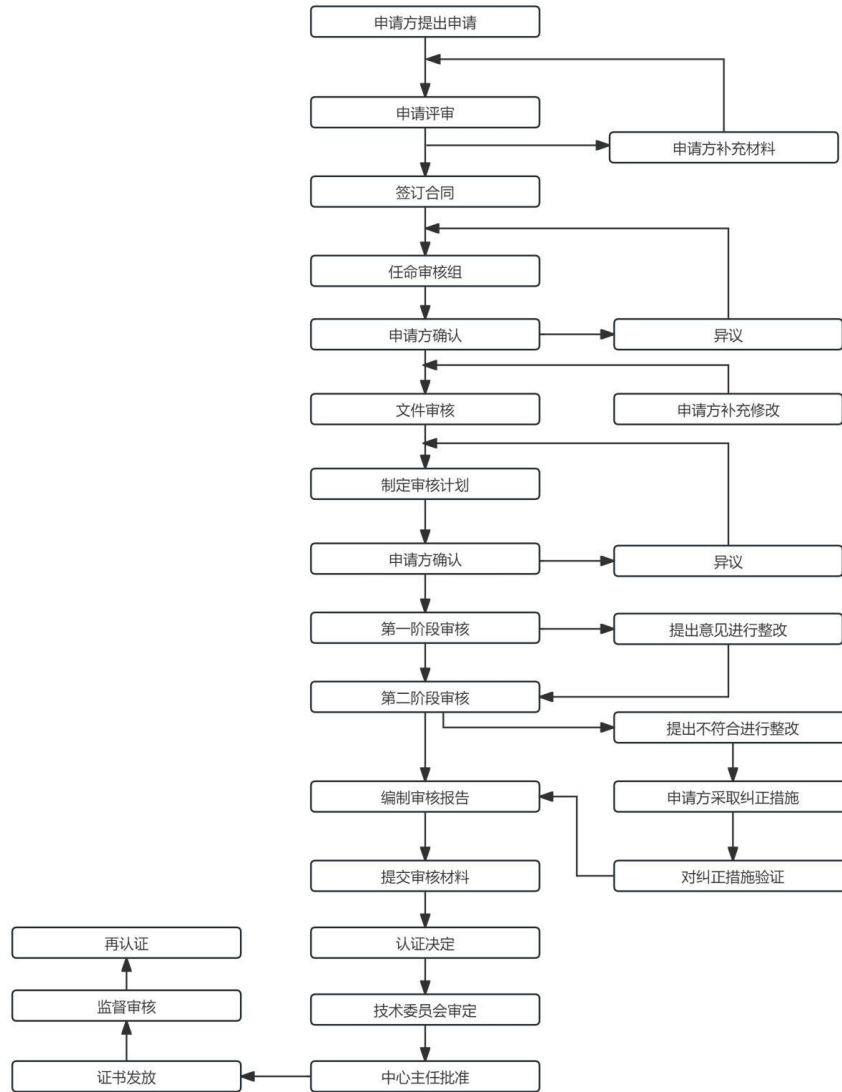 申请方提出申请
申请评审
申请方补充材料
签订合同
任命审核组
申请方确认
异议
文件审核
申请方补充修改
制定审核计划
申请方确认
异议
第一阶段审核
提出意见进行整改
第二阶段审核
提出不符合进行整改
编制审核报告
申请方采取纠正措施
提交审核材料
对纠正措施验证
再认证
认证决定
监督审核
技术委员会审定
证书发放
中心主任批准